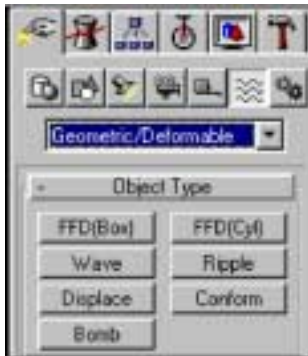 Geometric/Deformable
- Object Type
FFD(Box) FFD(Cyl)
Wave Ripple
Displace Conform
Bomb